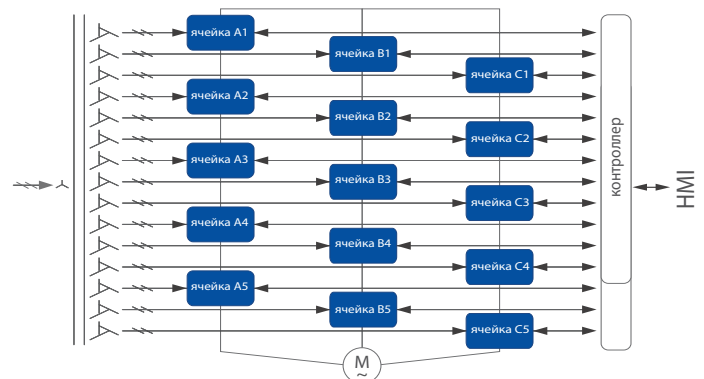 ячейка A1
ячейка B1
ячейка C1
ячейка A2
ячейка B2
ячейка C2
ячейка A3
ячейка B3
ячейка C3
ячейка A4
ячейка B4
ячейка C4
ячейка A5
ячейка B5
ячейка C5
контроллер
HMI
M
~